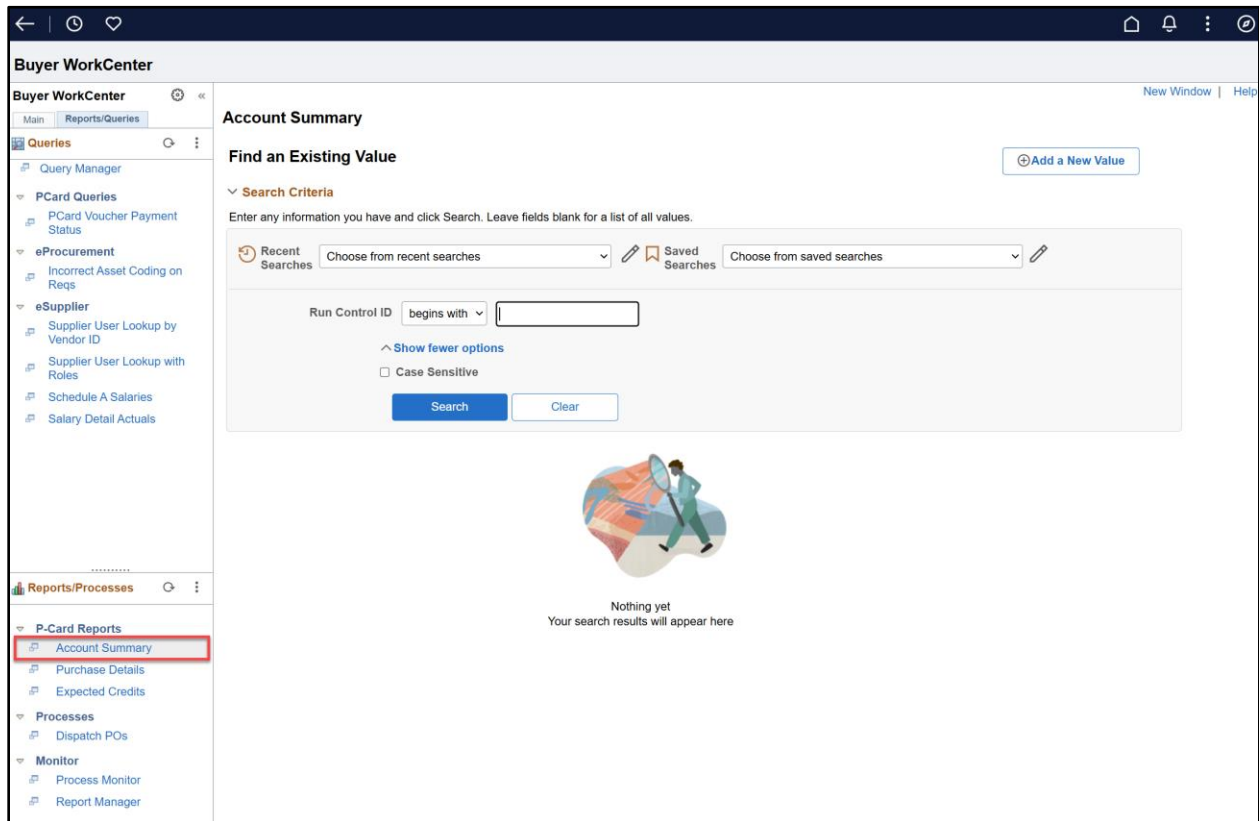 Buyer WorkCenter
Buyer WorkCenter
Main Reports/Queries
Queries
Query Manager
PCard Queries
PCard Voucher Payment
Status
eProcurement
Incorrect Asset Coding on
Reqs
eSupplier
Supplier User Lookup by
Vendor ID
Supplier User Lookup with
Roles
Schedule A Salaries
Salary Detail Actuals
Reports/Processes
P-Card Reports
Account Summary
Purchase Details
Expected Credits
Processes
Dispatch POs
Monitor
Process Monitor
Report Manager
New Window | Help
Account Summary
Find an Existing Value
Add a New Value
Search Criteria
Enter any information you have and click Search. Leave fields blank for a list of all values.
Recent
Searches
Choose from recent searches
Saved
Searches
Choose from saved searches
Run Control ID begins with
Show fewer options
Case Sensitive
Search Clear
Nothing yet
Your search results will appear here